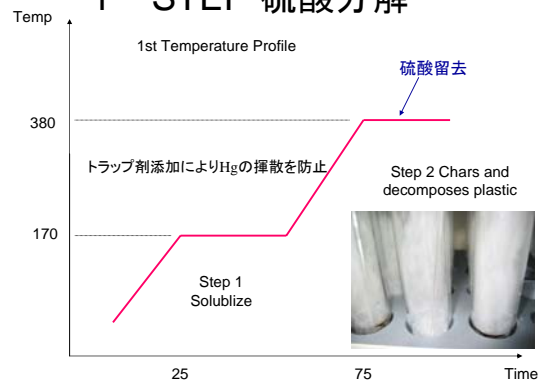 1st STEP 硫酸分解
Temp
1st Temperature Profile
硫酸留去
380
トラップ剤添加によりHgの揮散を防止
Step 2 Chars and
decomposes plastic
170
Step 1
Solublize
25
75
Time